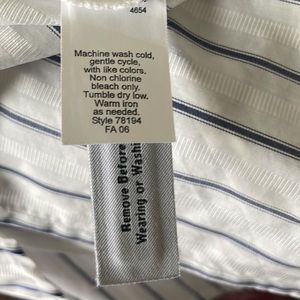 4654
Machine wash cold,
gentle cycle,
with like colors.
Non chlorine
bleach only.
Tumble dry low.
Warm iron
as needed.
Style 78194
FA 06
Remove Before
Wearing or Washi